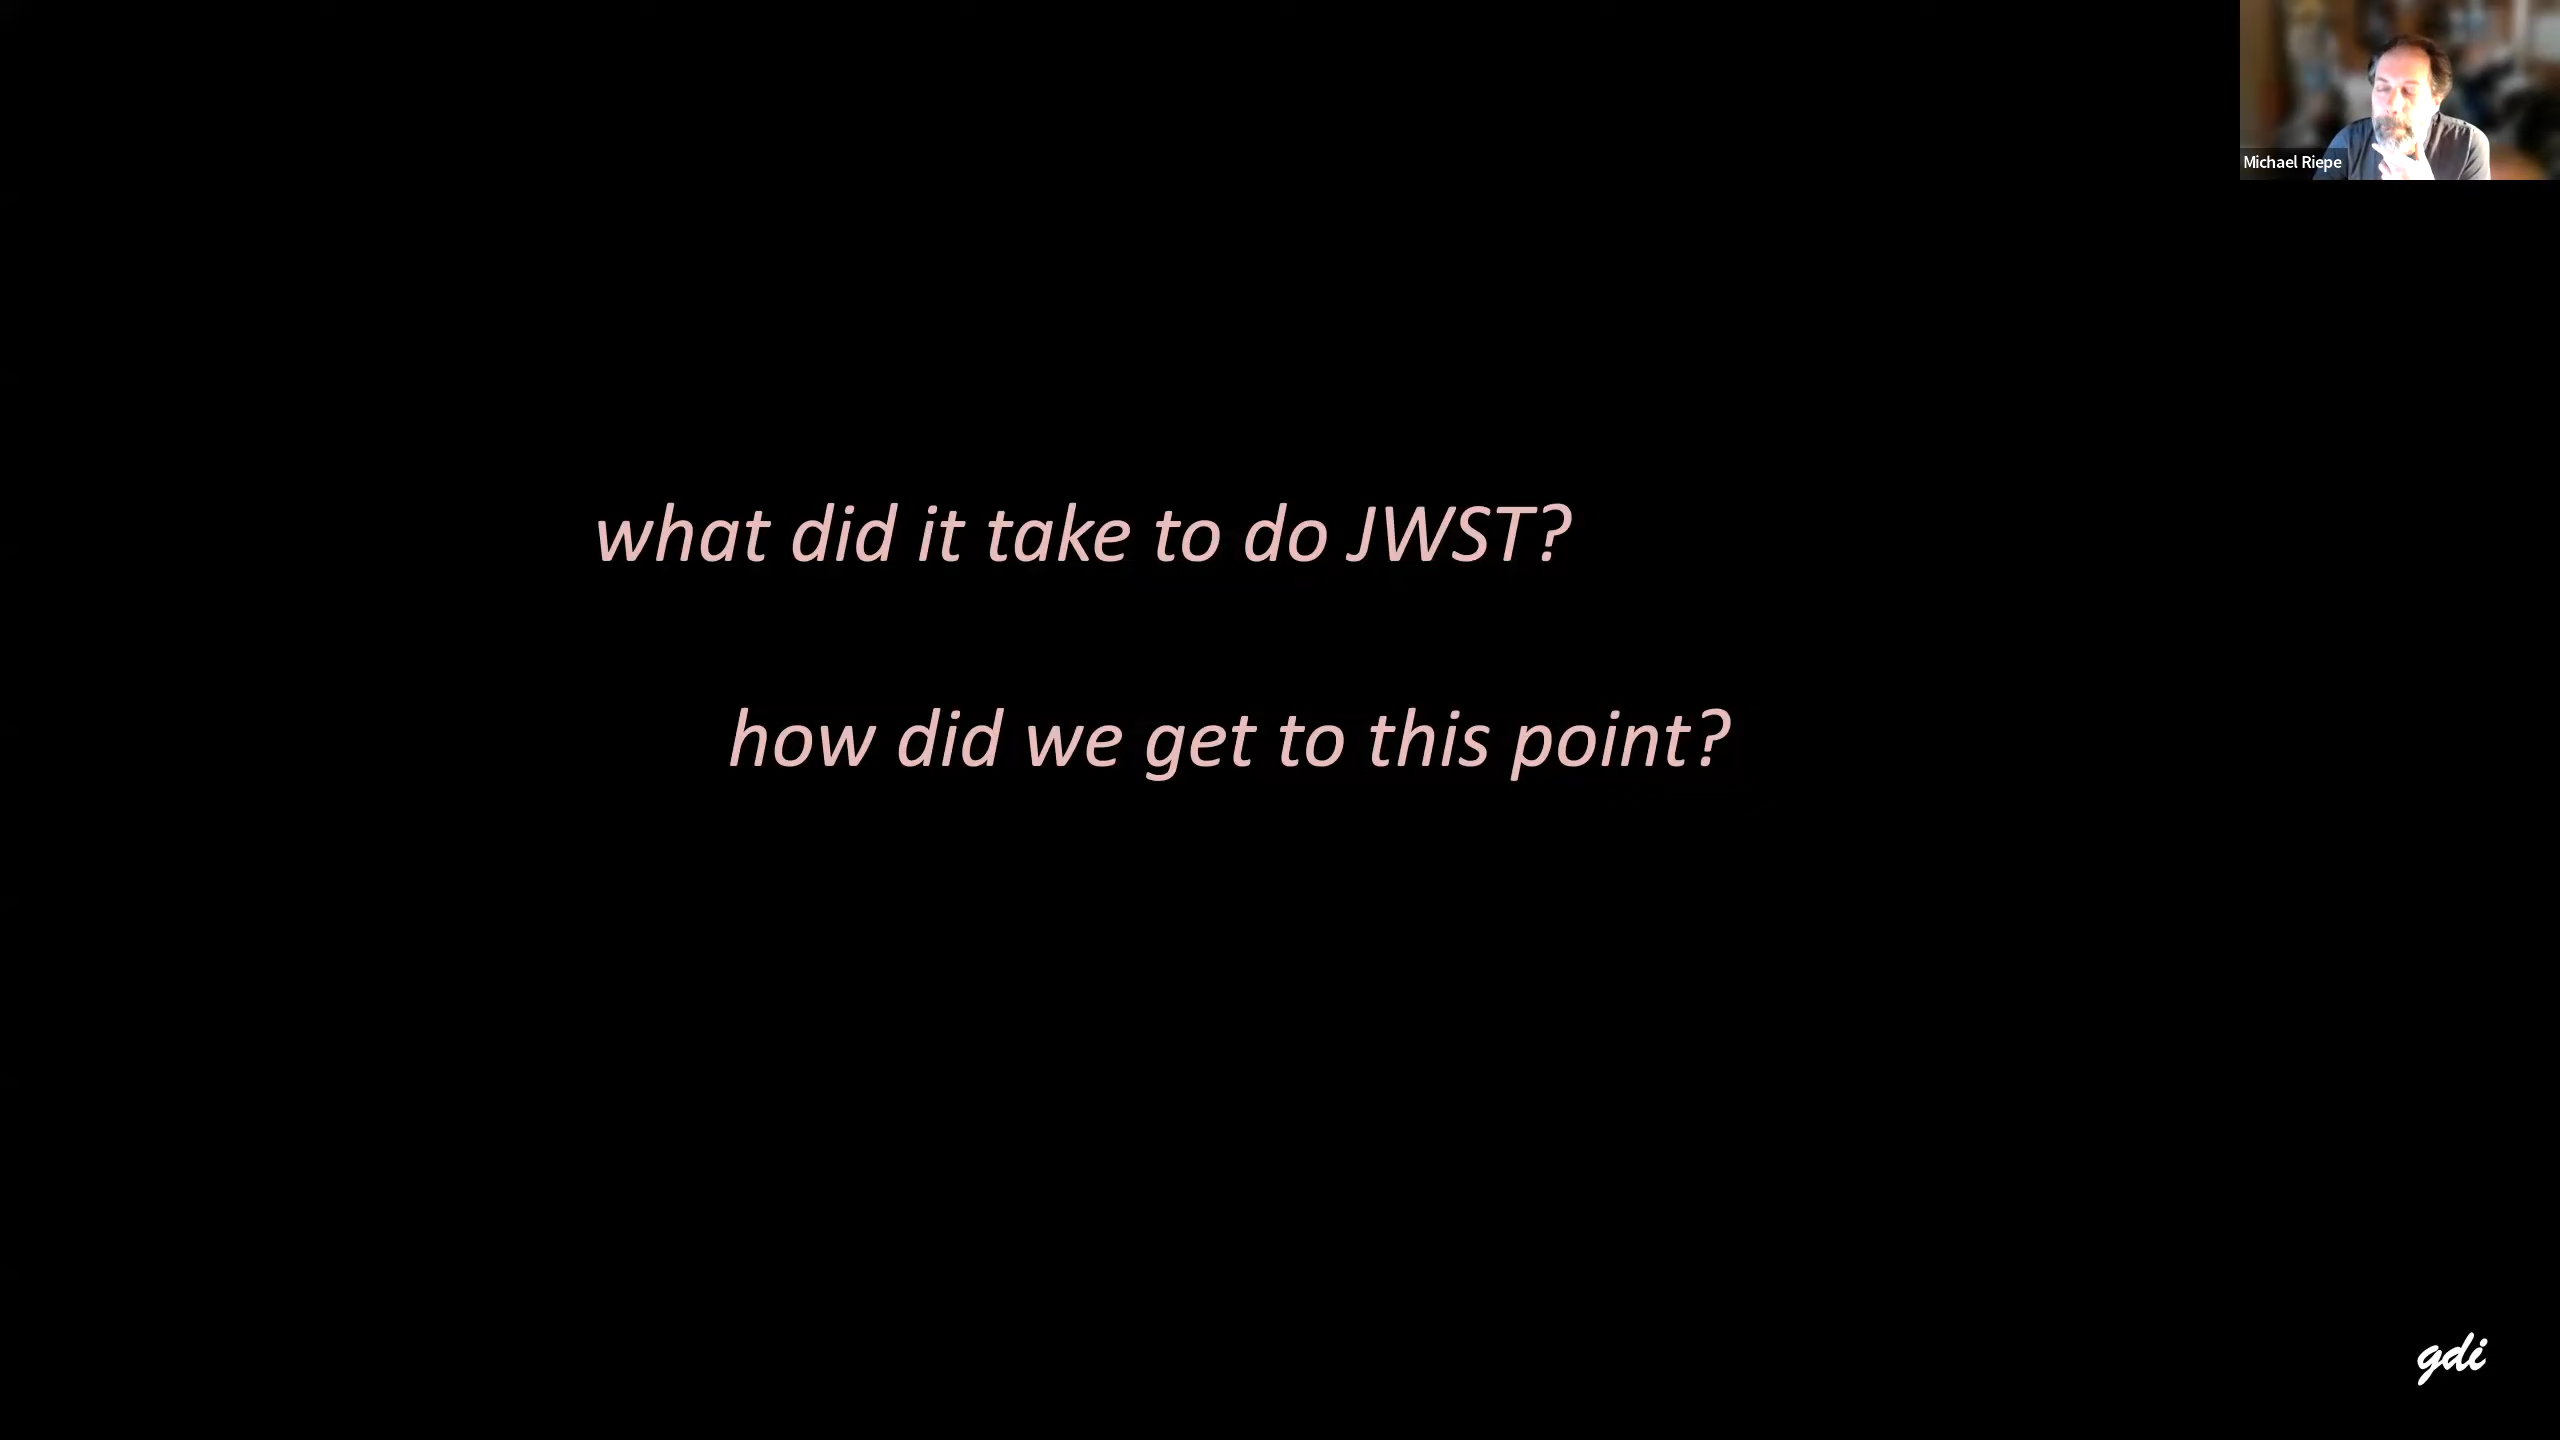 Michael Riepe
what did it take to do JWST?
how did we get to this point?
gdi